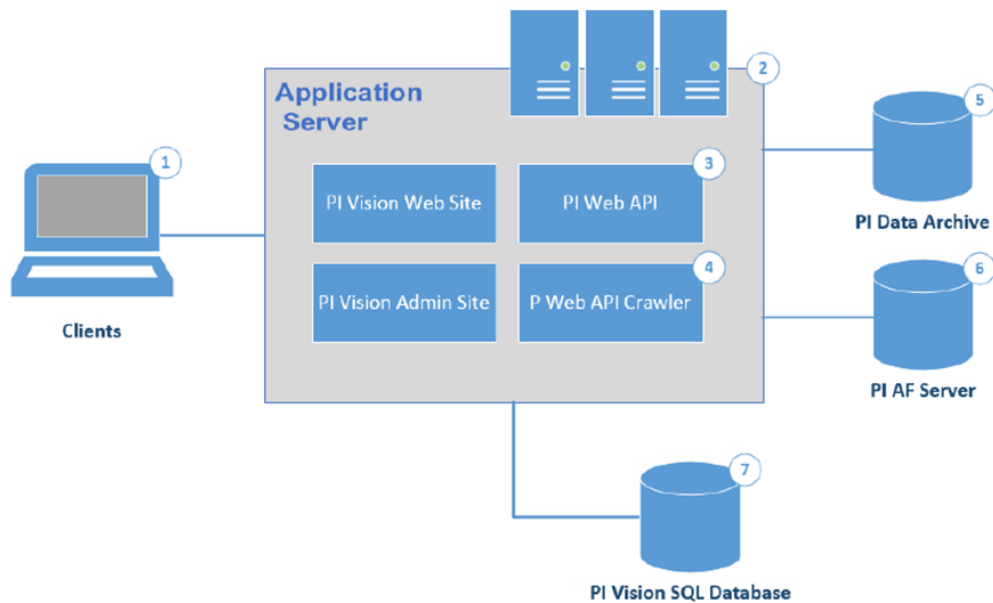 Application
Server
2
1
5
3
PI Vision Web Site
PI Web API
PI Data Archive
4
6
PI Vision Admin Site
P Web API Crawler
Clients
PI AF Server
7
PI Vision SQL Database